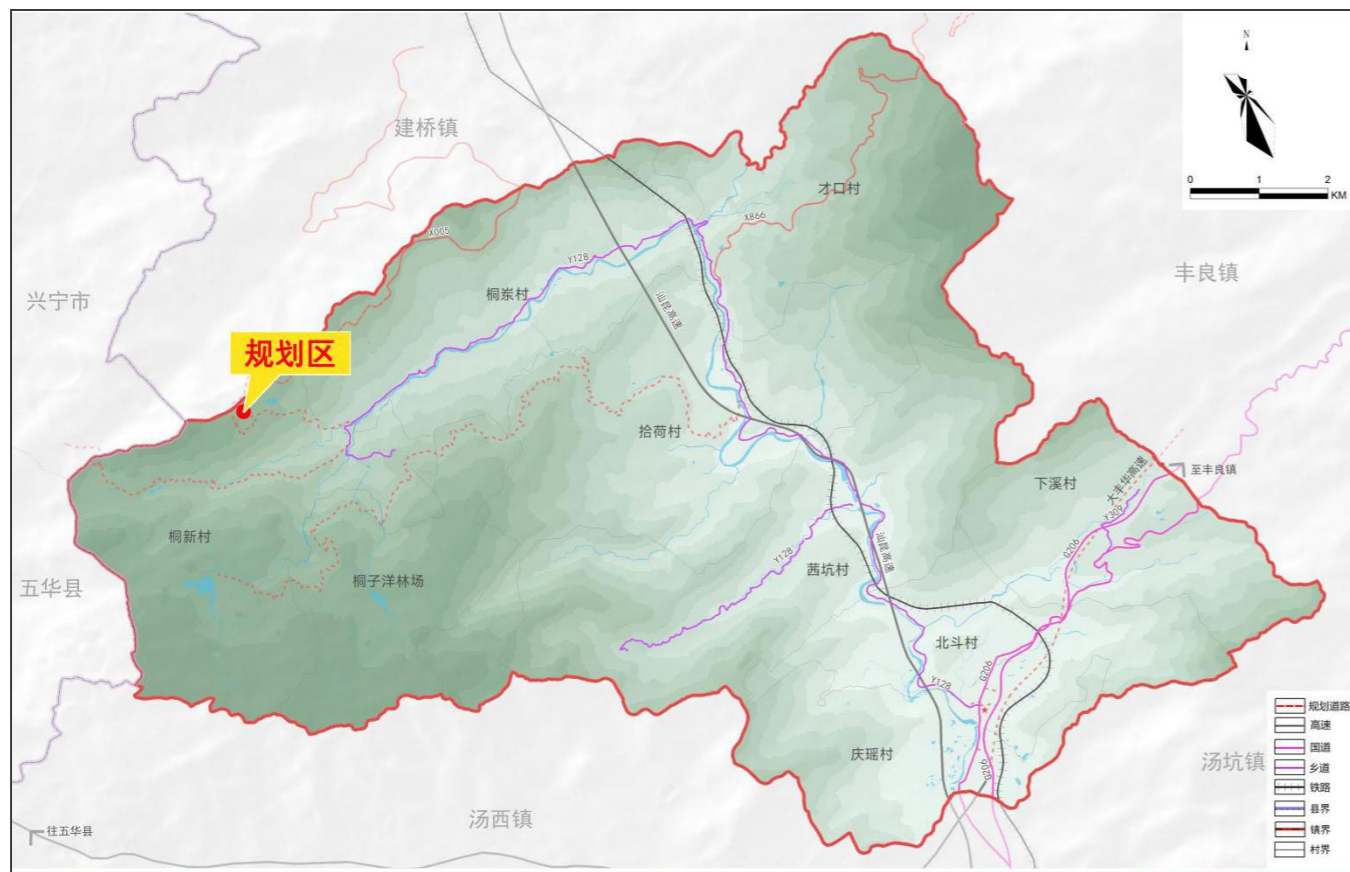 N
0
1
2
KM
建桥镇
才口村
X866
X005
Y128
丰良镇
桐岽村
兴宁市
汕昆高速
规划区
拾荷村
下溪村
大丰华高速
至丰良镇
Y309
G206
桐新村
汕昆高速
Y128
茜坑村
五华县
桐子洋林场
北斗村
G206
Y128
庆瑶村
G206
汤坑镇
汤西镇
往五华县
规划道路
高速
国道
乡道
铁路
县界
镇界
村界